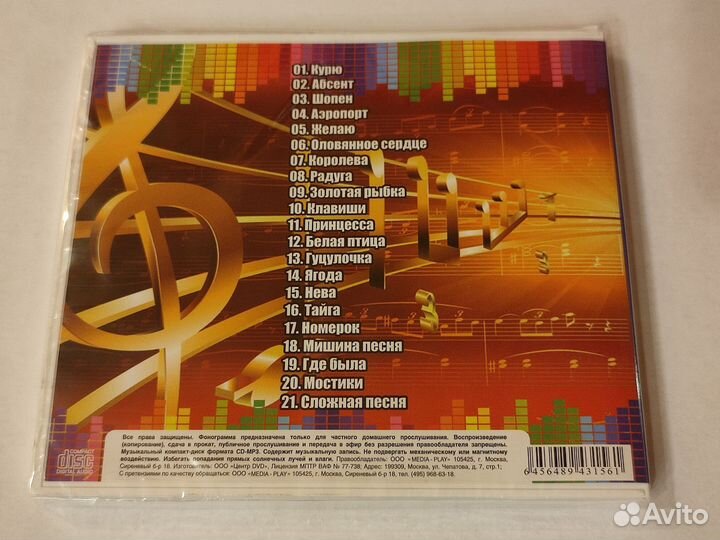 01. Курю
02. Абсент
03. Шопен
04. Аэропорт
05. Желаю
06. Оловянное сердце
07. Королева
08. Радуга
09. Золотая рыбка
10. Клавиши
11. Принцесса
12. Белая птица
13. Гуцулочка
14. Ягода
15. Нева
16. Тайга
17. Номерок
18. Мишина песня
19. Где была
20. Мостики
21. Сложная песня
COMPACT
disc
DIGITAL AUDIO
Все права защищены. Фонограмма предназначена только для частного домашнего прослушивания. Воспроизведение
(копирование), сдача в прокат, публичное прослушивание и передача в эфир без разрешения правообладателя запрещены.
Музыкальный компакт-диск формата CD-MP3. Содержит музыкальную запись. Не подвергать механическому или магнитному
воздействию. Избегать попадания прямых солнечных лучей и влаги. Правообладатель: ООО «MEDIA - PLAY» 105425, г. Москва,
Сиреневый б-р 18. Изготовитель: ООО «Центр DVD», Лицензия МПТР ВАФ № 77-738; Адрес: 199309, Москва, ул. Чепатова, д. 7, стр.1;
С претензиями по качеству обращаться: ООО «MEDIA - PLAY» 105425, г. Москва, Сиреневый б-р 18, тел. (495) 968-63-18.
6 456489 431561
Avito